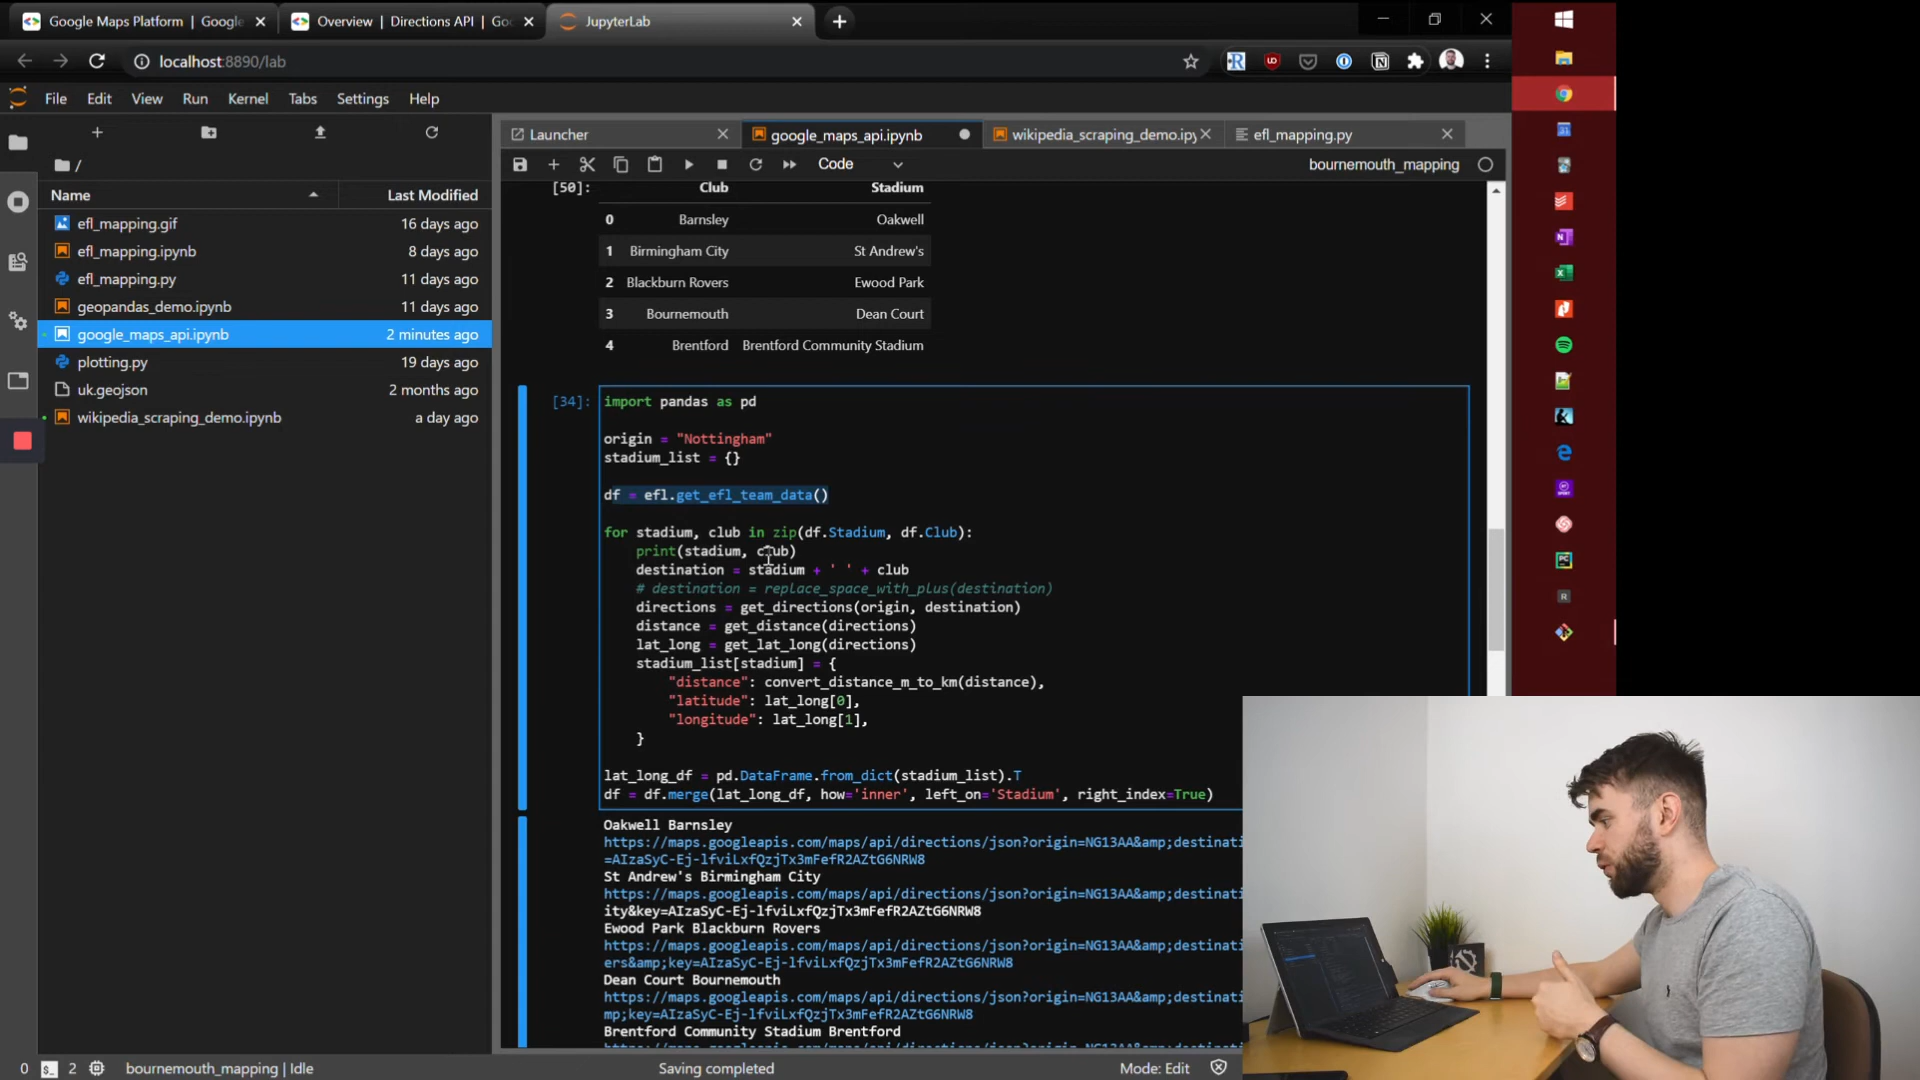 Google Maps Platform | Google
Overview | Directions API | Go
JupyterLab
localhost:8890/lab
File Edit View Run Kernel Tabs Settings Help
Launcher
google_maps_api.ipynb
wikipedia_scraping_demo.ipy
efl_mapping.py
Code
bournemouth_mapping
/
Name Last Modified
efl_mapping.gif 16 days ago
efl_mapping.ipynb 8 days ago
efl_mapping.py 11 days ago
geopandas_demo.ipynb 11 days ago
google_maps_api.ipynb 2 minutes ago
plotting.py 19 days ago
uk.geojson 2 months ago
wikipedia_scraping_demo.ipynb a day ago
[50]: Club Stadium
0 Barnsley Oakwell
1 Birmingham City St Andrew's
2 Blackburn Rovers Ewood Park
3 Bournemouth Dean Court
4 Brentford Brentford Community Stadium
[34]: import pandas as pd
origin = "Nottingham"
stadium_list = {}
df = efl.get_efl_team_data()
for stadium, club in zip(df.Stadium, df.Club):
print(stadium, club)
destination = stadium + ' ' + club
# destination = replace_space_with_plus(destination)
directions = get_directions(origin, destination)
distance = get_distance(directions)
lat_long = get_lat_long(directions)
stadium_list[stadium] = {
"distance": convert_distance_m_to_km(distance),
"latitude": lat_long[0],
"longitude": lat_long[1],
}
lat_long_df = pd.DataFrame.from_dict(stadium_list).T
df = df.merge(lat_long_df, how='inner', left_on='Stadium', right_index=True)
Oakwell Barnsley
https://maps.googleapis.com/maps/api/directions/json?origin=NG13AA&amp;destinati
=AIzaSyC-Ej-lfviLxfQzjTx3mFefR2AZtG6NRW8
St Andrew's Birmingham City
https://maps.googleapis.com/maps/api/directions/json?origin=NG13AA&amp;destinati
ity&key=AIzaSyC-Ej-lfviLxfQzjTx3mFefR2AZtG6NRW8
Ewood Park Blackburn Rovers
https://maps.googleapis.com/maps/api/directions/json?origin=NG13AA&amp;destinati
ers&amp;key=AIzaSyC-Ej-lfviLxfQzjTx3mFefR2AZtG6NRW8
Dean Court Bournemouth
https://maps.googleapis.com/maps/api/directions/json?origin=NG13AA&amp;destinati
mp;key=AIzaSyC-Ej-lfviLxfQzjTx3mFefR2AZtG6NRW8
Brentford Community Stadium Brentford
0 2 bournemouth_mapping | Idle
Saving completed
Mode: Edit